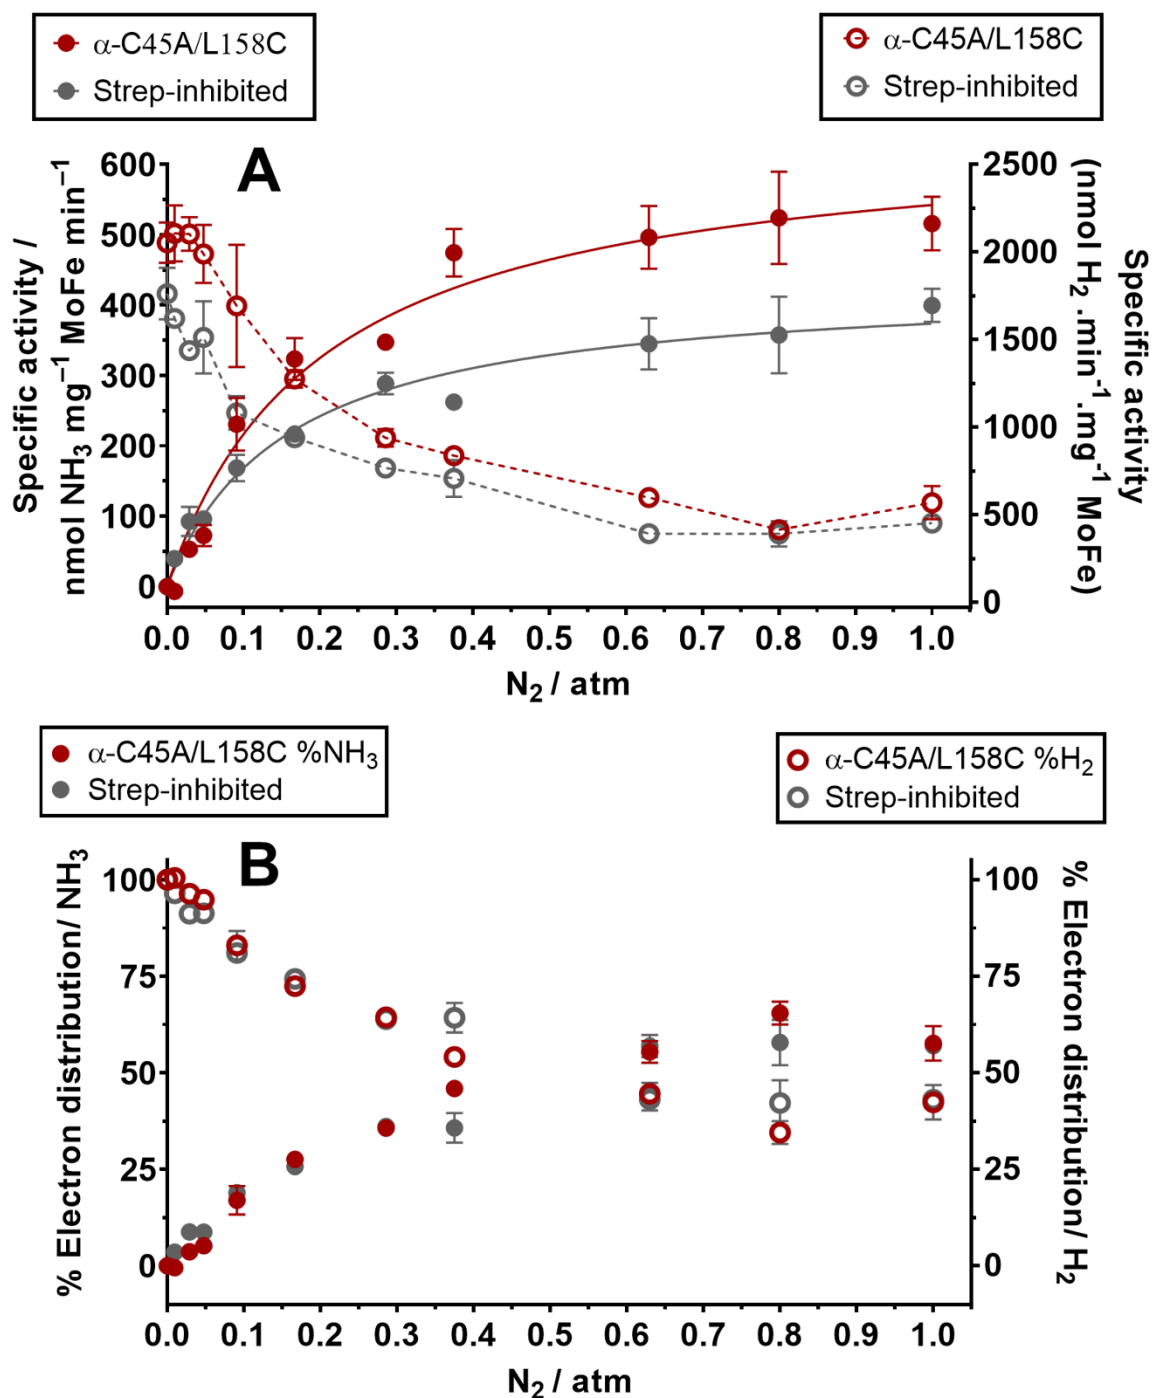 α-C45A/L158C
Strep-inhibited
α-C45A/L158C
Strep-inhibited
A
Specific activity /
nmol NH₃ mg⁻¹ MoFe min⁻¹
600
500
400
300
200
100
0
2500
2000
1500
1000
500
0
Specific activity
(nmol H₂ .min⁻¹.mg⁻¹ MoFe)
0.0 0.1 0.2 0.3 0.4 0.5 0.6 0.7 0.8 0.9 1.0
N₂ / atm
α-C45A/L158C %NH₃
Strep-inhibited
α-C45A/L158C %H₂
Strep-inhibited
B
% Electron distribution/ NH₃
100
75
50
25
0
100
75
50
25
0
% Electron distribution/ H₂
0.0 0.1 0.2 0.3 0.4 0.5 0.6 0.7 0.8 0.9 1.0
N₂ / atm